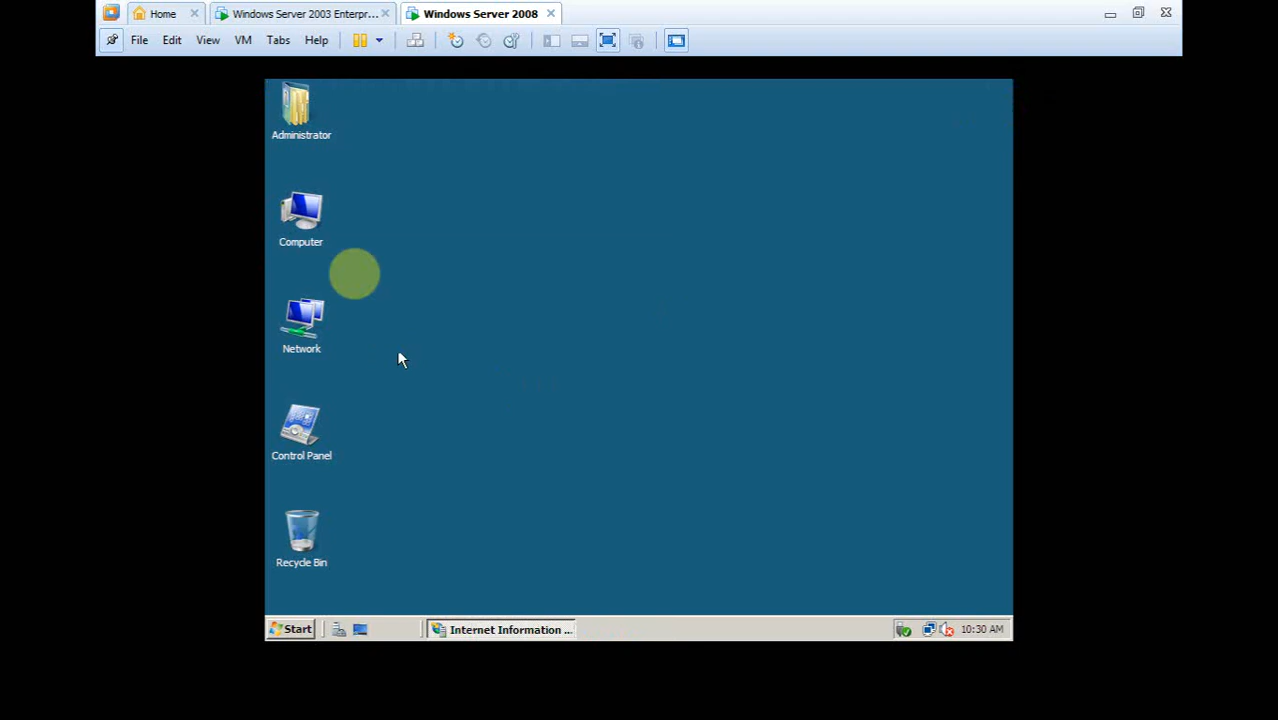 Home
Windows Server 2003 Enterpr...
Windows Server 2008
File Edit View VM Tabs Help
Administrator
Computer
Network
Control Panel
Recycle Bin
Start
Internet Information ...
10:30 AM